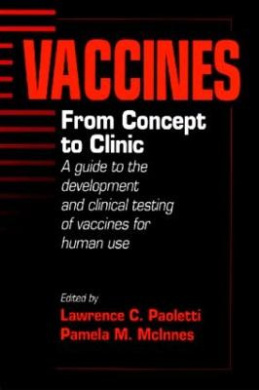 VACCINES
From Concept
to Clinic
A guide to the
development
and clinical testing
of vaccines for
human use
Edited by
Lawrence C. Paoletti
Pamela M. McInnes